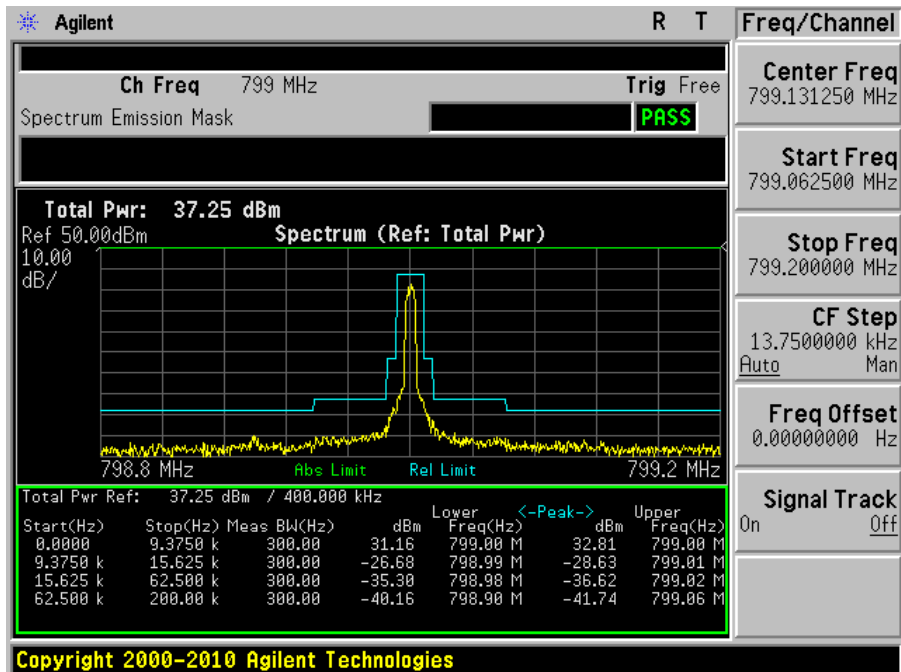 Agilent R T Freq/Channel
Ch Freq 799 MHz Trig Free
Spectrum Emission Mask PASS
Total Pwr: 37.25 dBm
Ref 50.00dBm Spectrum (Ref: Total Pwr)
10.00
dB/
798.8 MHz Abs Limit Rel Limit 799.2 MHz
Total Pwr Ref: 37.25 dBm / 400.000 kHz
Lower <-Peak-> Upper
Start(Hz) Stop(Hz) Meas BW(Hz) dBm Freq(Hz) dBm Freq(Hz)
0.0000 9.3750 k 300.00 31.16 799.00 M 32.81 799.00 M
9.3750 k 15.625 k 300.00 -26.68 798.99 M -28.63 799.01 M
15.625 k 62.500 k 300.00 -35.30 798.98 M -36.62 799.02 M
62.500 k 200.00 k 300.00 -40.16 798.90 M -41.74 799.06 M
Center Freq
799.131250 MHz
Start Freq
799.062500 MHz
Stop Freq
799.200000 MHz
CF Step
13.7500000 kHz
Auto Man
Freq Offset
0.00000000 Hz
Signal Track
On Off
Copyright 2000-2010 Agilent Technologies